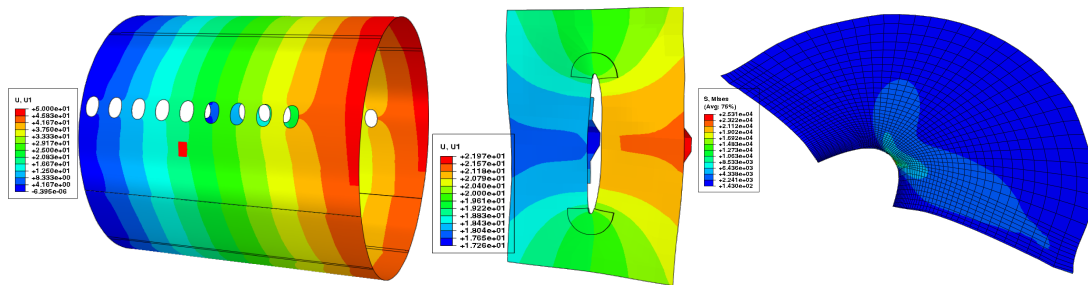 U, U1
+5.000e+01
+4.583e+01
+4.167e+01
+3.750e+01
+3.333e+01
+2.917e+01
+2.500e+01
+2.083e+01
+1.667e+01
+1.250e+01
+8.333e+00
+4.167e+00
-6.395e-06
U, U1
+2.197e+01
+2.157e+01
+2.118e+01
+2.079e+01
+2.040e+01
+2.000e+01
+1.961e+01
+1.922e+01
+1.883e+01
+1.843e+01
+1.804e+01
+1.765e+01
+1.726e+01
S, Mises
(Avg: 75%)
+2.531e+04
+2.322e+04
+2.112e+04
+1.902e+04
+1.692e+04
+1.483e+04
+1.273e+04
+1.063e+04
+8.533e+03
+6.436e+03
+4.338e+03
+2.241e+03
+1.430e+02